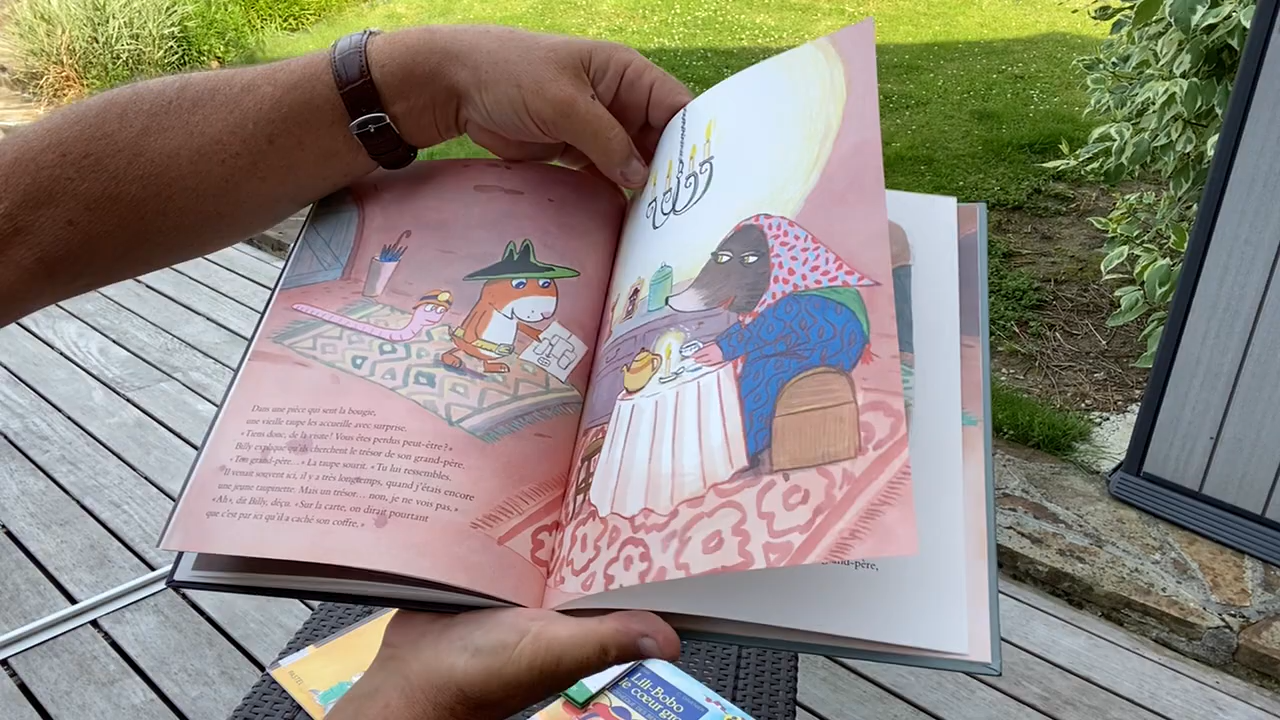 Dans une pièce qui sent la bougie,
une vieille taupe les accueille avec surprise.
« Tiens donc, de la visite ! Vous êtes perdus peut-être ? »
Billy explique qu'ils cherchent le trésor de son grand-père.
« Ton grand-père... » La taupe sourit. « Tu lui ressembles.
Il venait souvent ici, il y a très longtemps, quand j'étais encore
une jeune taupinette. Mais un trésor... non, je ne vois pas. »
« Ah », dit Billy, déçu. « Sur la carte, on dirait pourtant
que c'est par ici qu'il a caché son coffre. »
-père,
Lili-Bobo
le cœur